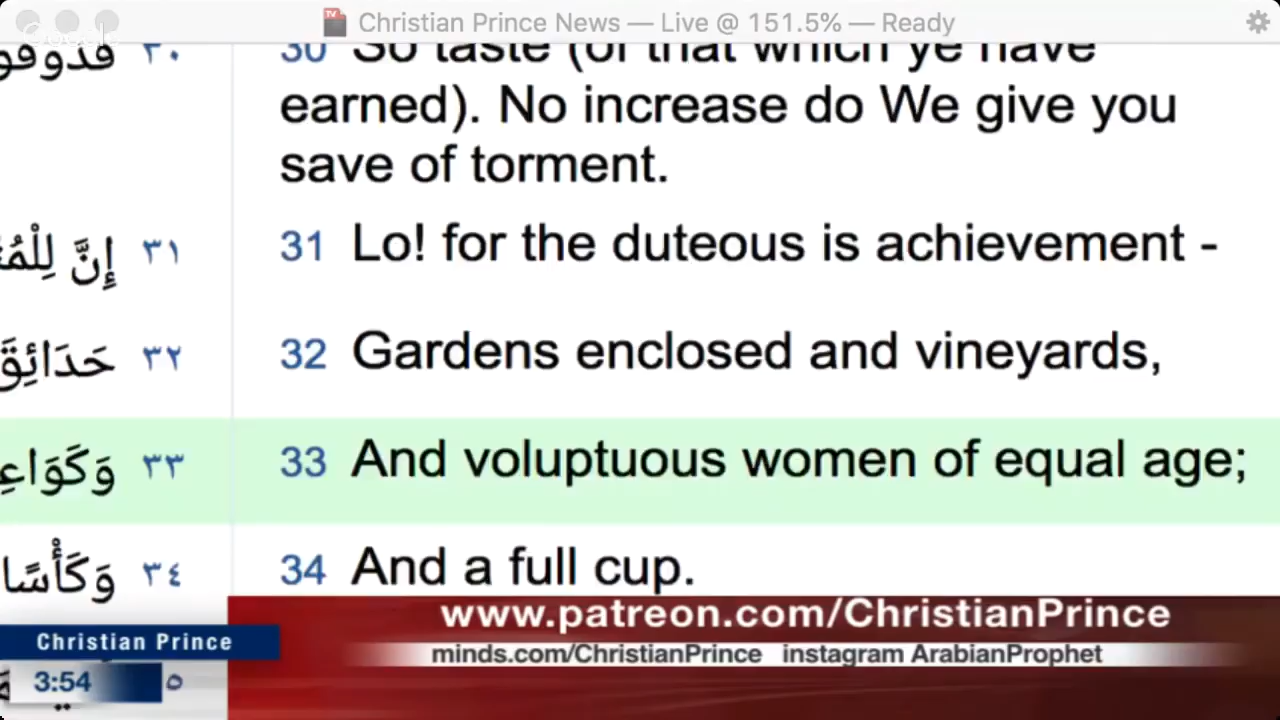 Christian Prince News — Live @ 151.5% — Ready
٣٠ 30 So taste (of that which ye have
earned). No increase do We give you
save of torment.
إِنَّ ٣١ 31 Lo! for the duteous is achievement -
حَدَائِقَ ٣٢ 32 Gardens enclosed and vineyards,
٣٣ 33 And voluptuous women of equal age;
٣٤ 34 And a full cup.
www.patreon.com/ChristianPrince
Christian Prince
minds.com/ChristianPrince instagram ArabianProphet
3:54